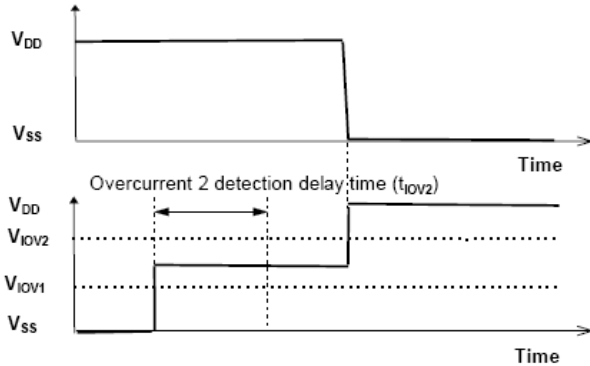 VDD
VSS
Time
Overcurrent 2 detection delay time (tIOV2)
VDD
VIOV2
VIOV1
VSS
Time